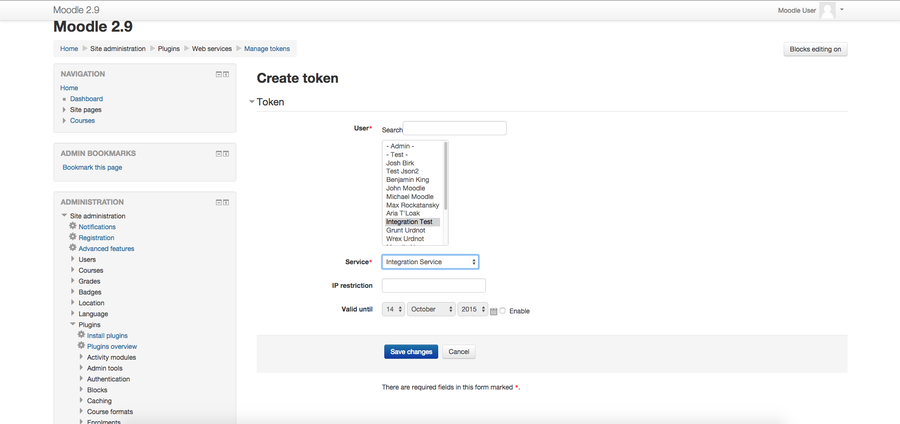 Moodle 2.9
Moodle User
Moodle 2.9
Home Site administration Plugins Web services Manage tokens
Blocks editing on
NAVIGATION
Home
Dashboard
Site pages
Courses
ADMIN BOOKMARKS
Bookmark this page
ADMINISTRATION
Site administration
Notifications
Registration
Advanced features
Users
Courses
Grades
Badges
Location
Language
Plugins
Install plugins
Plugins overview
Activity modules
Admin tools
Authentication
Blocks
Caching
Course formats
Enrolments
Create token
Token
User*
Search
- Admin -
- Test -
Josh Birk
Test Json2
Benjamin King
John Moodle
Michael Moodle
Max Rockatansky
Aria T'Loak
Integration Test
Grunt Urdnot
Wrex Urdnot
Service* Integration Service
IP restriction
Valid until 14 October 2015 Enable
Save changes Cancel
There are required fields in this form marked *.